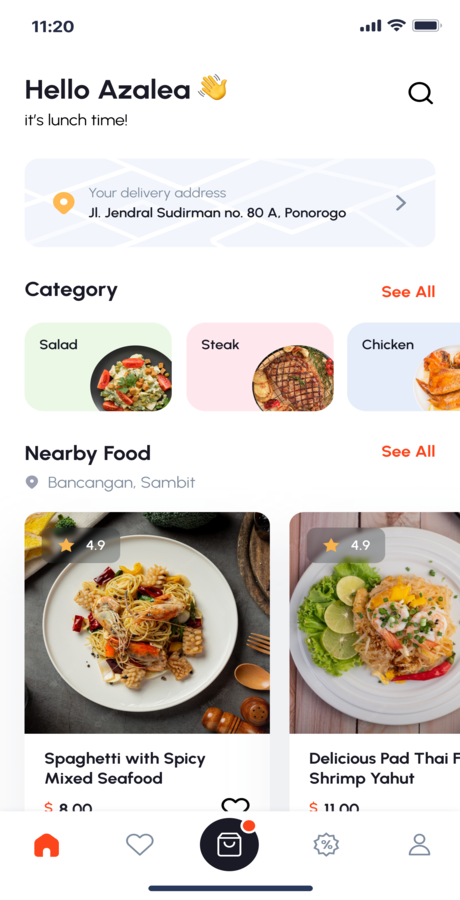 11:20
Hello Azalea 👋
it's lunch time!
Your delivery address
Jl. Jendral Sudirman no. 80 A, Ponorogo
Category
See All
Salad
Steak
Chicken
Nearby Food
See All
Bancangan, Sambit
4.9
4.9
Spaghetti with Spicy
Mixed Seafood
$ 8.00
Delicious Pad Thai F
Shrimp Yahut
$ 11.00
%